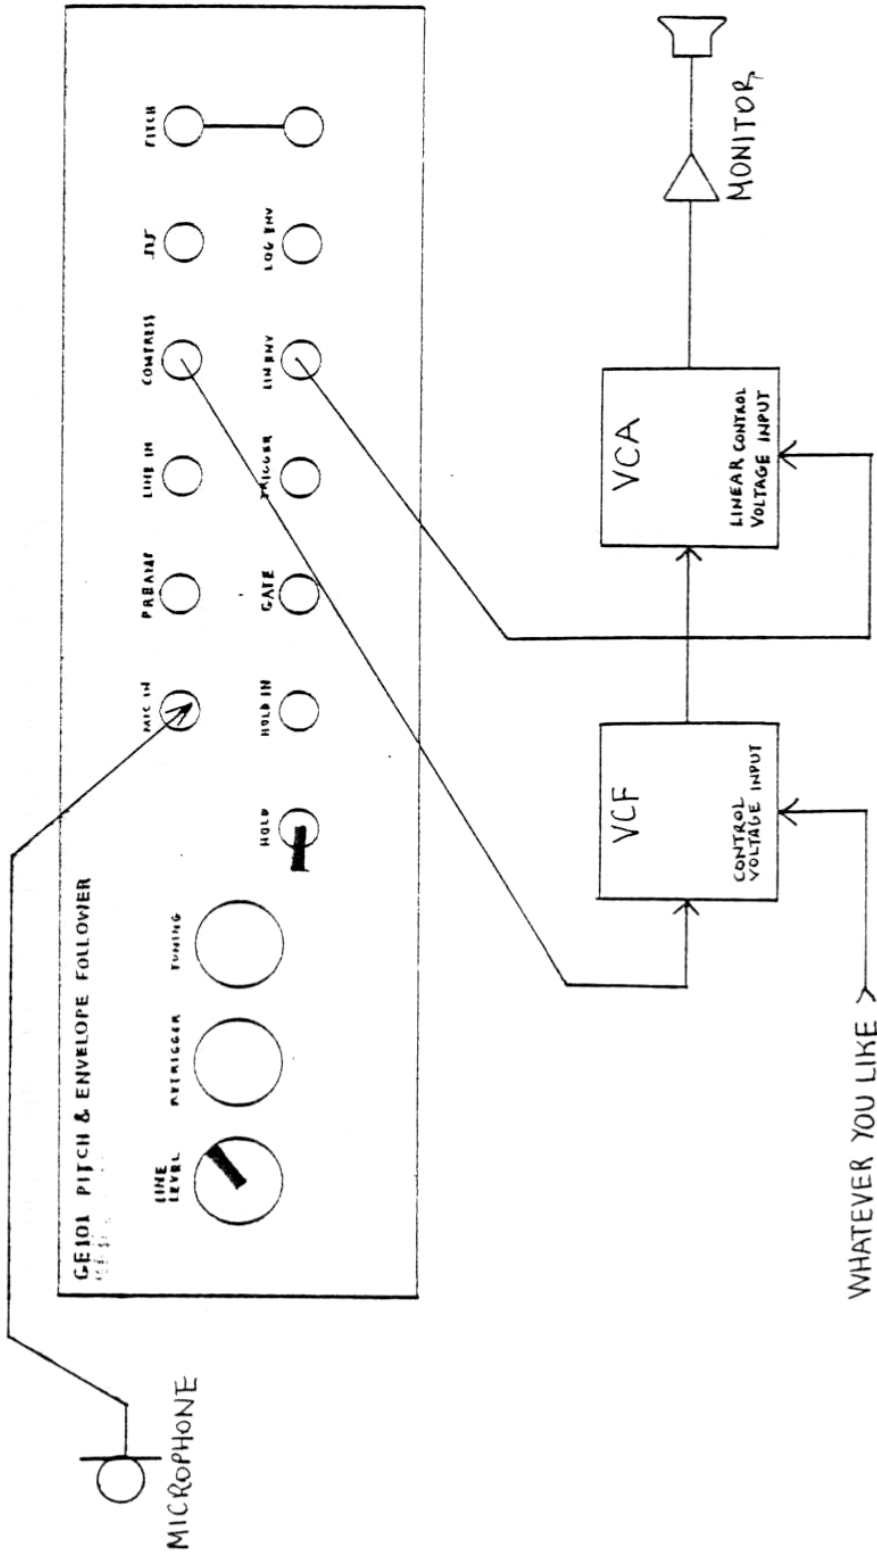 GE101 PITCH & ENVELOPE FOLLOWER
LINE
LEVEL
RETRIGGER
TUNING
HOLD
MIC IN
PREAMP
LINE IN
COMPRESS
PITCH
HOLD IN
GATE
TRIGGER
LIN ENV
LOG ENV
MICROPHONE
VCF
CONTROL
VOLTAGE INPUT
VCA
LINEAR CONTROL
VOLTAGE INPUT
MONITOR
WHATEVER YOU LIKE >